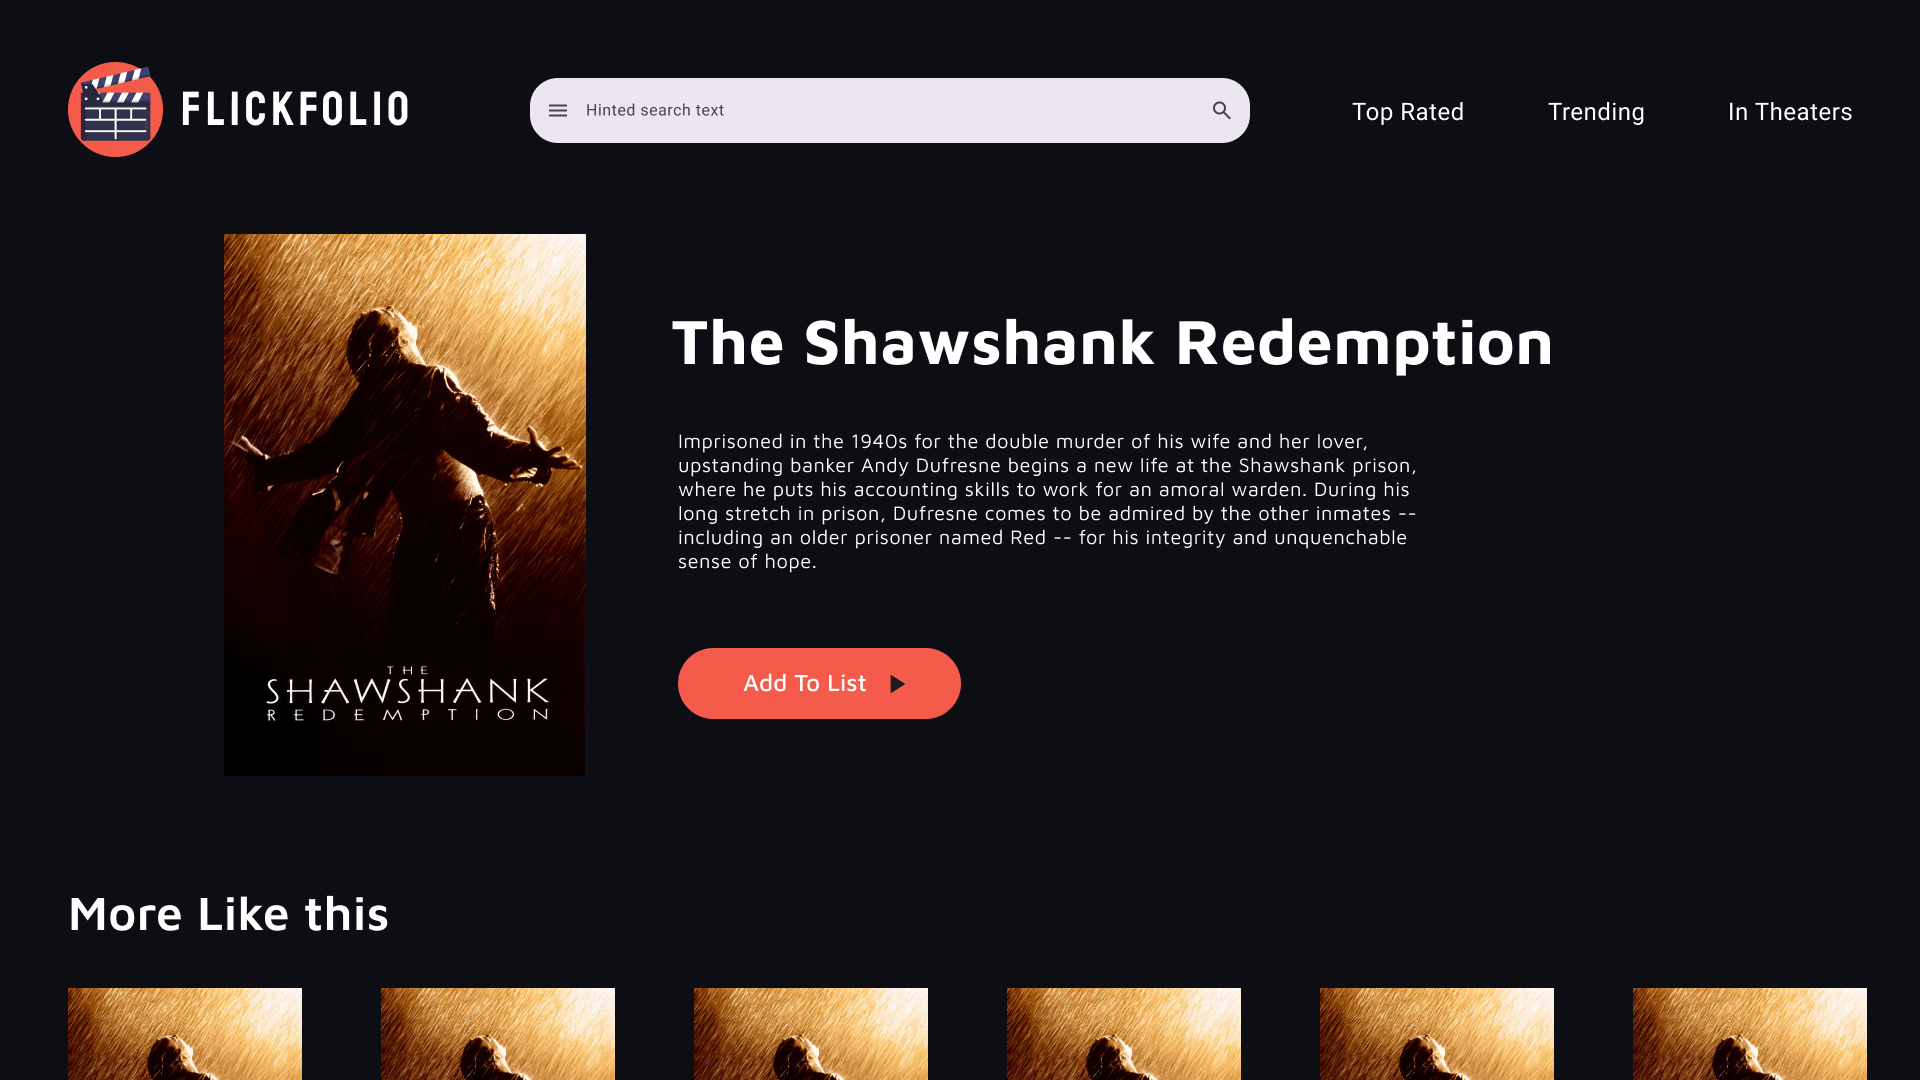 FLICKFOLIO
Hinted search text
Top Rated
Trending
In Theaters
The Shawshank Redemption
Imprisoned in the 1940s for the double murder of his wife and her lover,
upstanding banker Andy Dufresne begins a new life at the Shawshank prison,
where he puts his accounting skills to work for an amoral warden. During his
long stretch in prison, Dufresne comes to be admired by the other inmates --
including an older prisoner named Red -- for his integrity and unquenchable
sense of hope.
Add To List
THE
SHAWSHANK
REDEMPTION
More Like this